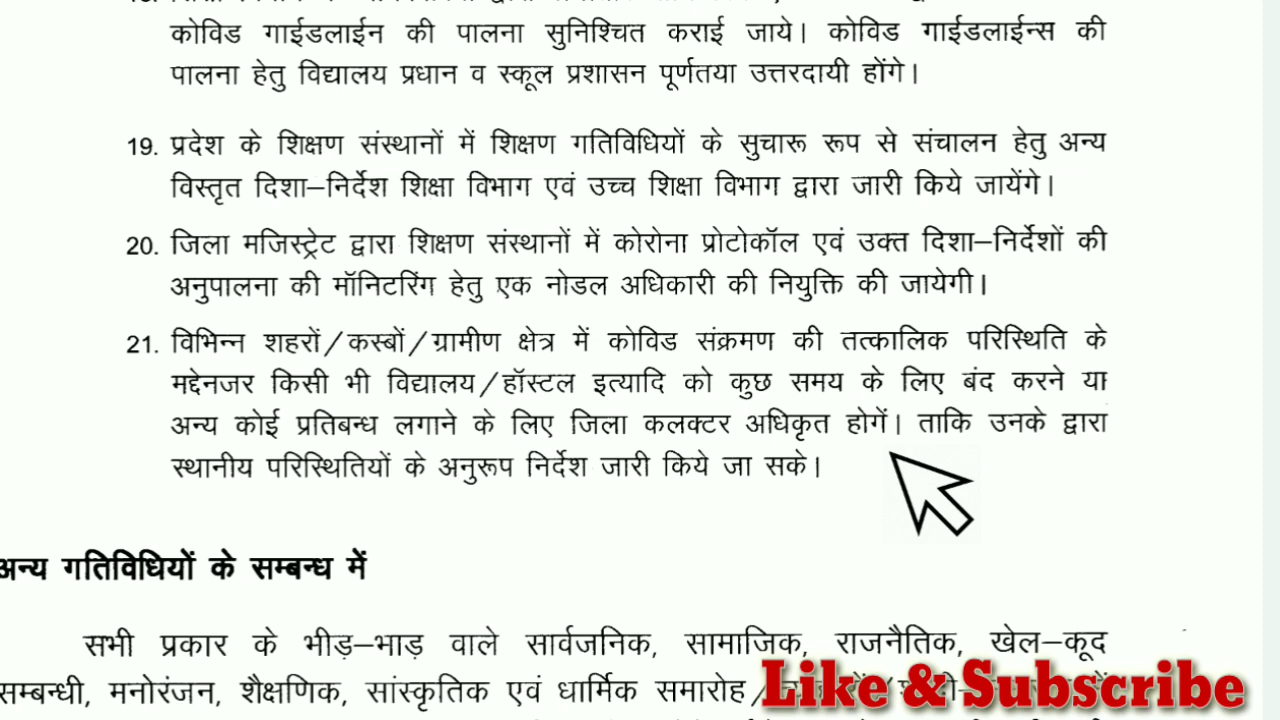 कोविड गाईडलाईन की पालना सुनिश्चित कराई जाये। कोविड गाईडलाईन्स की
पालना हेतु विद्यालय प्रधान व स्कूल प्रशासन पूर्णतया उत्तरदायी होंगे।
19. प्रदेश के शिक्षण संस्थानों में शिक्षण गतिविधियों के सुचारू रूप से संचालन हेतु अन्य
विस्तृत दिशा–निर्देश शिक्षा विभाग एवं उच्च शिक्षा विभाग द्वारा जारी किये जायेंगे।
20. जिला मजिस्ट्रेट द्वारा शिक्षण संस्थानों में कोरोना प्रोटोकॉल एवं उक्त दिशा–निर्देशों की
अनुपालना की मॉनिटरिंग हेतु एक नोडल अधिकारी की नियुक्ति की जायेगी।
21. विभिन्न शहरों/कस्बों/ग्रामीण क्षेत्र में कोविड संक्रमण की तत्कालिक परिस्थिति के
मद्देनजर किसी भी विद्यालय/हॉस्टल इत्यादि को कुछ समय के लिए बंद करने या
अन्य कोई प्रतिबन्ध लगाने के लिए जिला कलक्टर अधिकृत होगें। ताकि उनके द्वारा
स्थानीय परिस्थितियों के अनुरूप निर्देश जारी किये जा सके।
अन्य गतिविधियों के सम्बन्ध में
सभी प्रकार के भीड़–भाड़ वाले सार्वजनिक, सामाजिक, राजनैतिक, खेल–कूद
सम्बन्धी, मनोरंजन, शैक्षणिक, सांस्कृतिक एवं धार्मिक समारोह/
Like & Subscribe